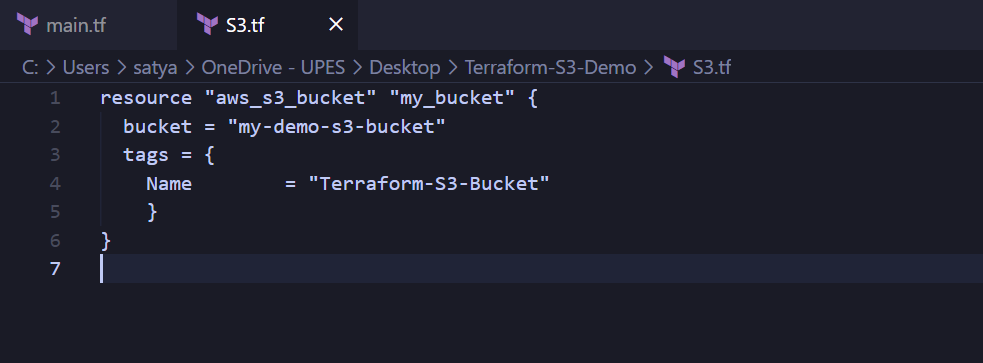 main.tf S3.tf ×
C: > Users > satya > OneDrive - UPES > Desktop > Terraform-S3-Demo > S3.tf
1 resource "aws_s3_bucket" "my_bucket" {
2   bucket = "my-demo-s3-bucket"
3   tags = {
4     Name        = "Terraform-S3-Bucket"
5     }
6 }
7